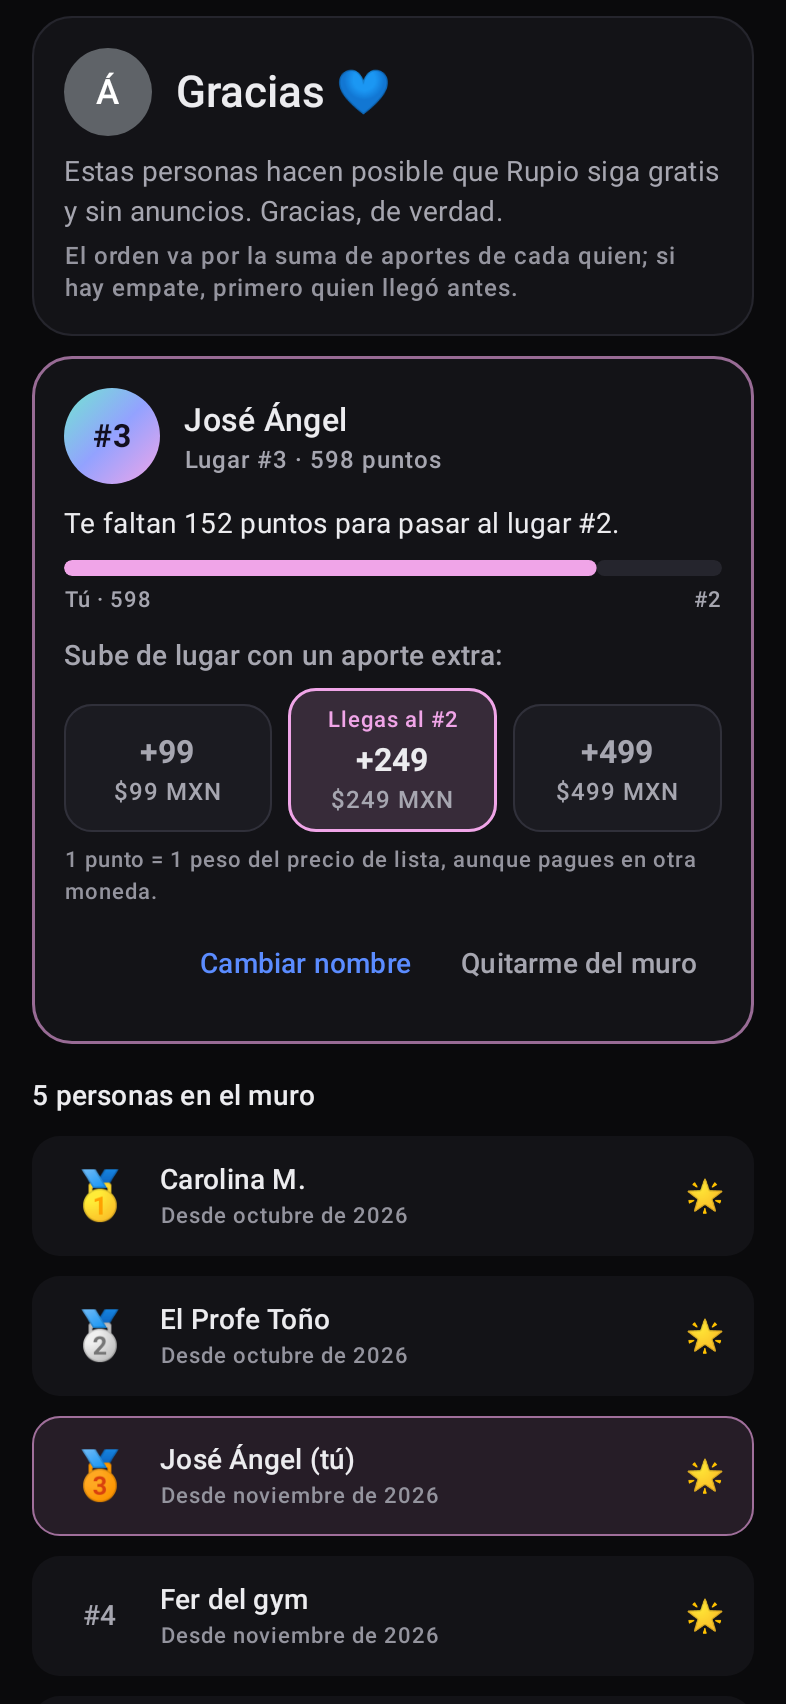 Á
Gracias 💙
Estas personas hacen posible que Rupio siga gratis
y sin anuncios. Gracias, de verdad.
El orden va por la suma de aportes de cada quien; si
hay empate, primero quien llegó antes.
#3
José Ángel
Lugar #3 · 598 puntos
Te faltan 152 puntos para pasar al lugar #2.
Tú · 598
#2
Sube de lugar con un aporte extra:
+99
$99 MXN
Llegas al #2
+249
$249 MXN
+499
$499 MXN
1 punto = 1 peso del precio de lista, aunque pagues en otra
moneda.
Cambiar nombre
Quitarme del muro
5 personas en el muro
1
Carolina M.
Desde octubre de 2026
2
El Profe Toño
Desde octubre de 2026
3
José Ángel (tú)
Desde noviembre de 2026
#4
Fer del gym
Desde noviembre de 2026